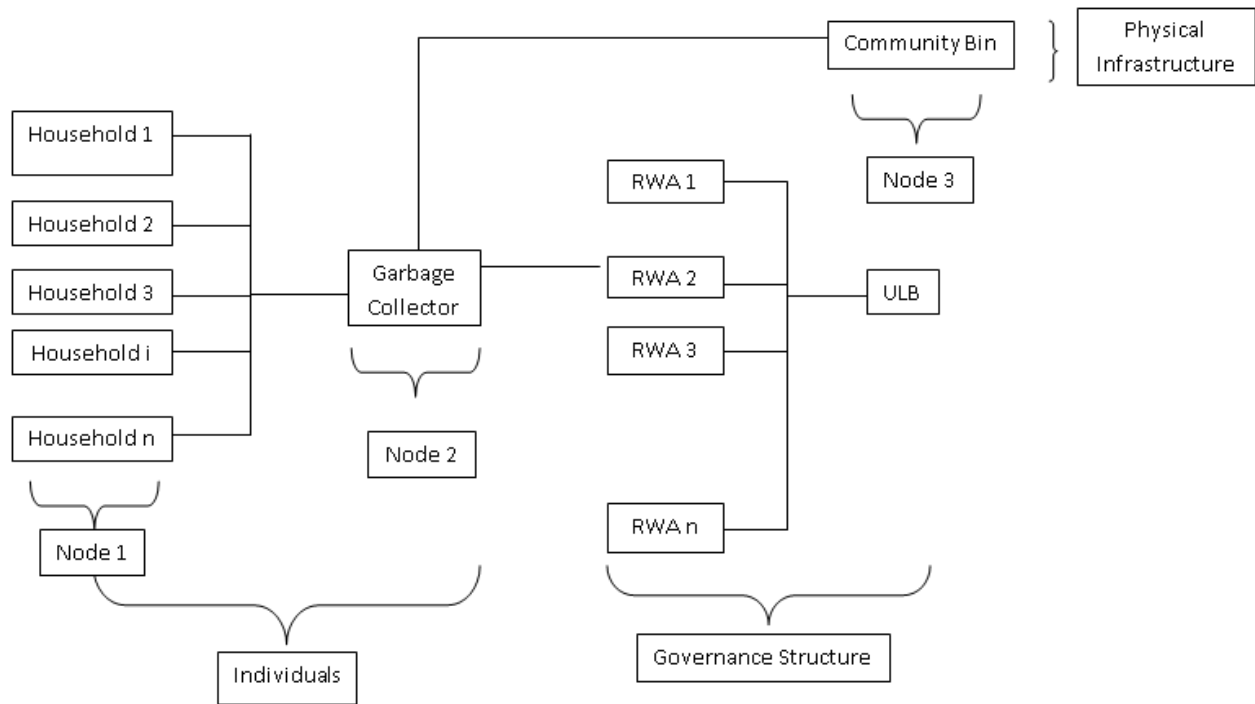 Community Bin
Physical
Infrastructure
Household 1
Household 2
Household 3
Household i
Household n
Node 1
Individuals
Garbage
Collector
Node 2
RWA 1
RWA 2
RWA 3
RWA n
Governance Structure
Node 3
ULB